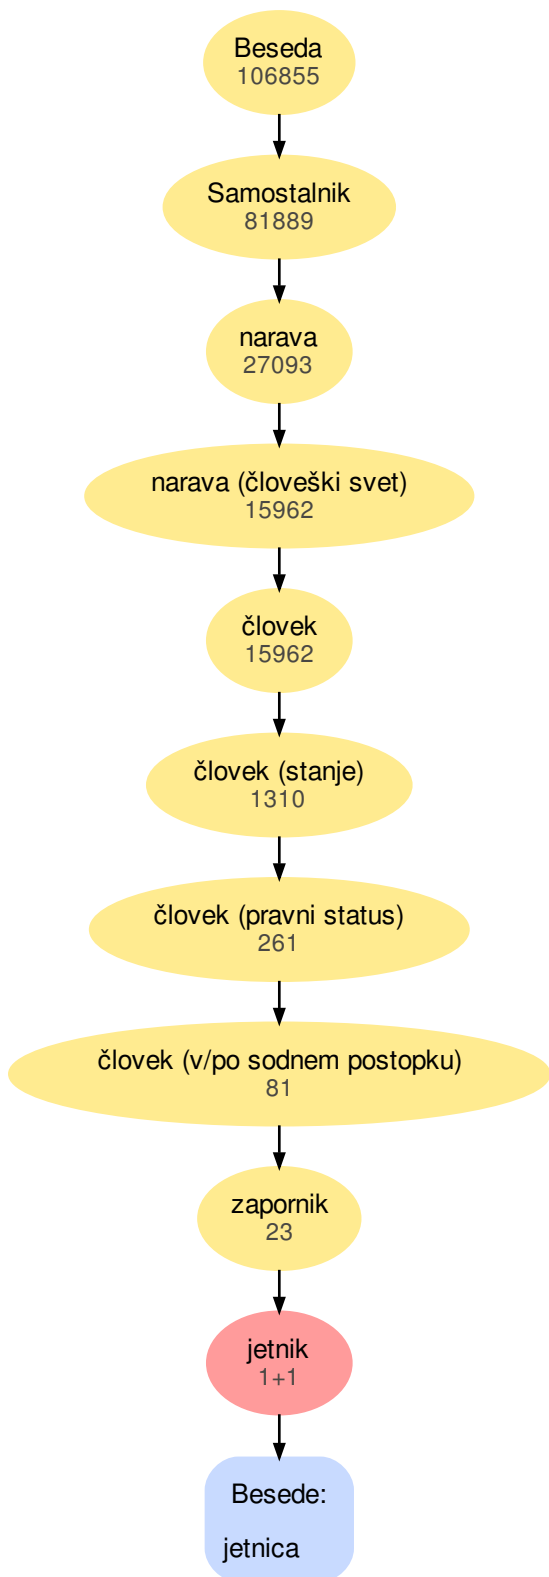 Beseda
106855
Samostalnik
81889
narava
27093
narava (človeški svet)
15962
človek
15962
človek (stanje)
1310
človek (pravni status)
261
človek (v/po sodnem postopku)
81
zapornik
23
jetnik
1+1
Besede:
jetnica